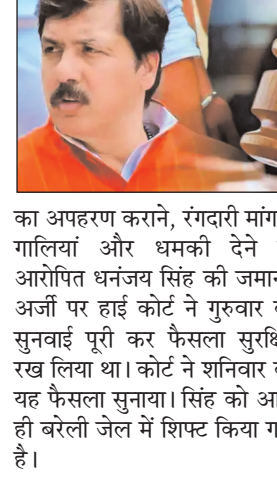 का अपहरण कराने, रंगदारी मांग
गालियां और धमकी देने
आरोपित धनंजय सिंह की जमान
अर्जी पर हाई कोर्ट ने गुरुवार
सुनवाई पूरी कर फैसला सुरक्षि
रख लिया था। कोर्ट ने शनिवार
यह फैसला सुनाया। सिंह को आ
ही बरेली जेल में शिफ्ट किया ग
है।